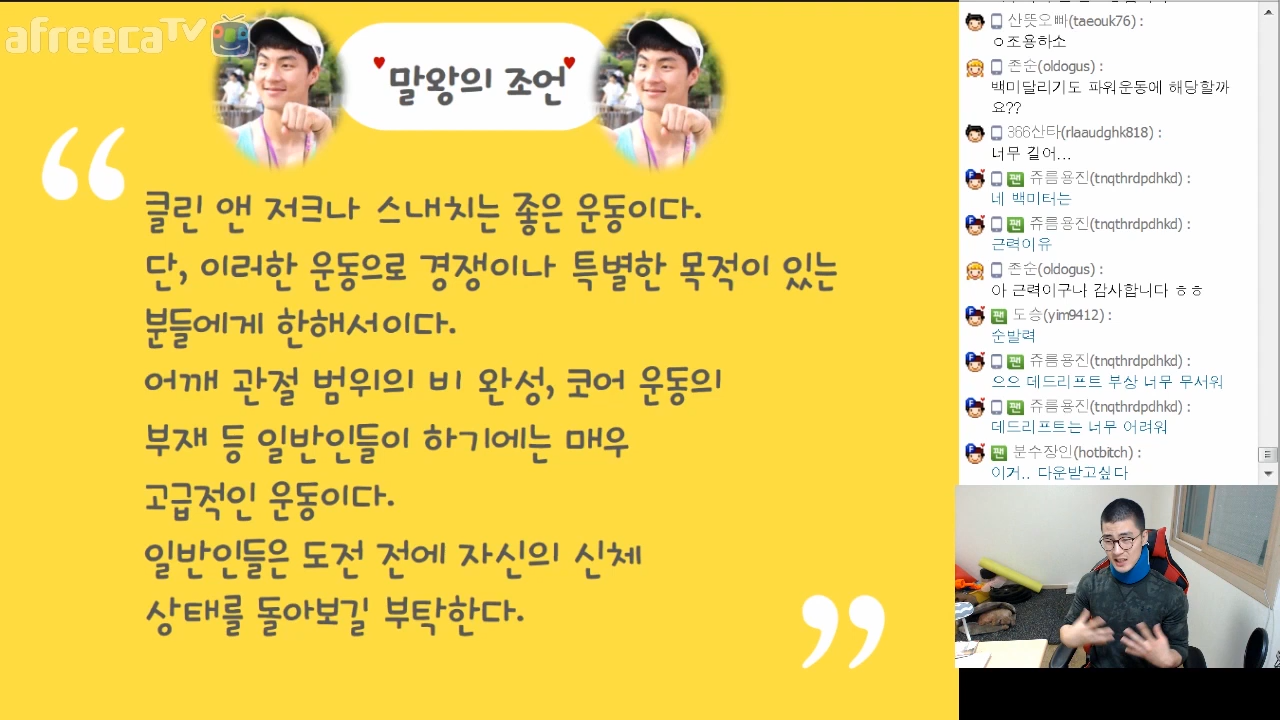 afreecaTV
말왕의 조언
클린 앤 저크나 스내치는 좋은 운동이다.
단, 이러한 운동으로 경쟁이나 특별한 목적이 있는
분들에게 한해서이다.
어깨 관절 범위의 비 완성, 코어 운동의
부재 등 일반인들이 하기에는 매우
고급적인 운동이다.
일반인들은 도전 전에 자신의 신체
상태를 돌아보길 부탁한다.
산뜻오빠(taeouk76) :
ㅇ조용하소
존순(oldogus) :
백미달리기도 파워운동에 해당할까
요??
366산타(rlaaudghk818) :
너무 길어...
팬 쥬름용진(tnqthrdpdhkd) :
네 백미터는
팬 쥬름용진(tnqthrdpdhkd) :
근력이유
존순(oldogus) :
아 근력이구나 감사합니다 ㅎㅎ
팬 도승(yim9412) :
순발력
팬 쥬름용진(tnqthrdpdhkd) :
으으 데드리프트 부상 너무 무서워
팬 쥬름용진(tnqthrdpdhkd) :
데드리프트는 너무 어려워
팬 분수장인(hotbitch) :
이거.. 다운받고싶다